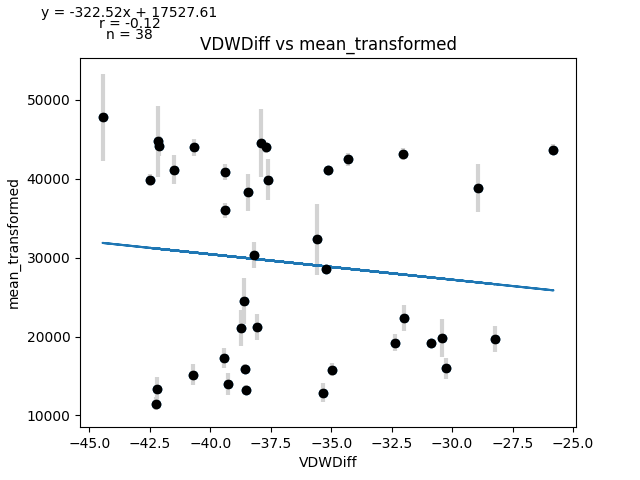 y = -322.52x + 17527.61
r = -0.12
n = 38
VDWDiff vs mean_transformed
mean_transformed
50000
40000
30000
20000
10000
−45.0 −42.5 −40.0 −37.5 −35.0 −32.5 −30.0 −27.5 −25.0
VDWDiff